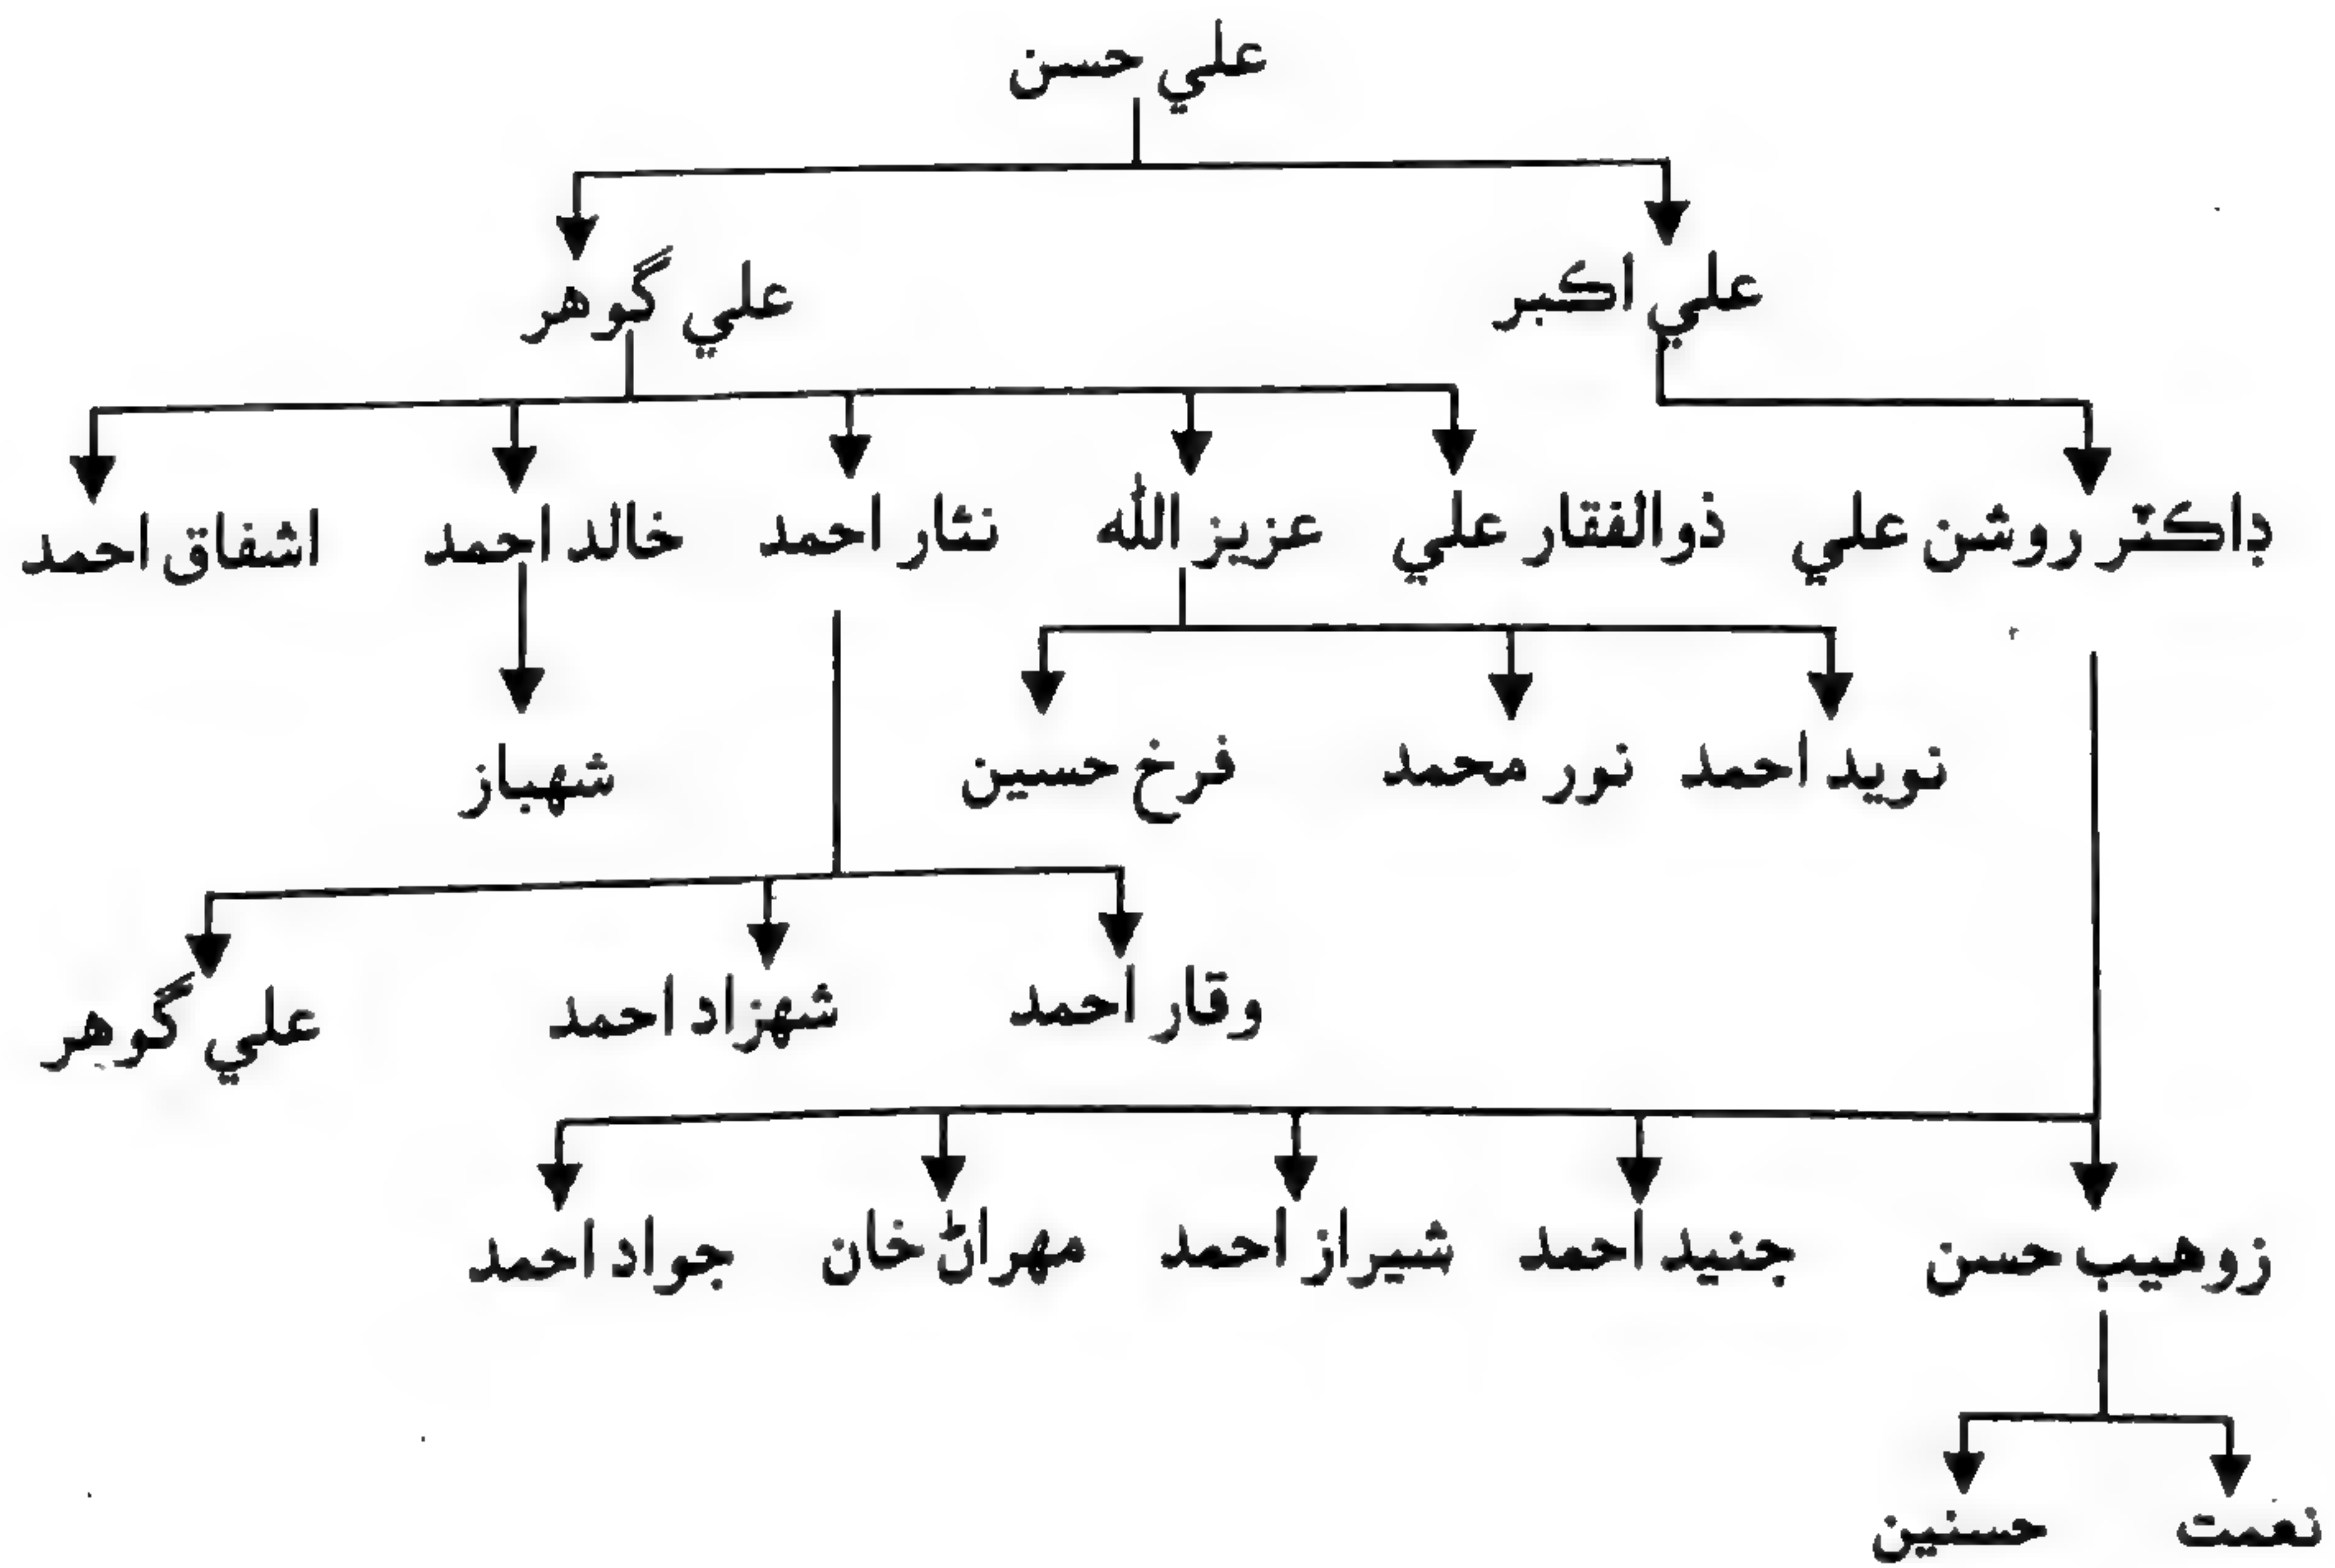 علي حسن
علي اڪبر علي گوهر
ڊاڪٽر روشن علي ذوالفقار علي عزيز الله نثار احمد خالد احمد اشفاق احمد
نويد احمد نور محمد فرخ حسين شهباز
وقار احمد شهزاد احمد علي گوهر
زوهيب حسن جنيد احمد شيراز احمد مهراڻ خان جواد احمد
نعمت حسنين